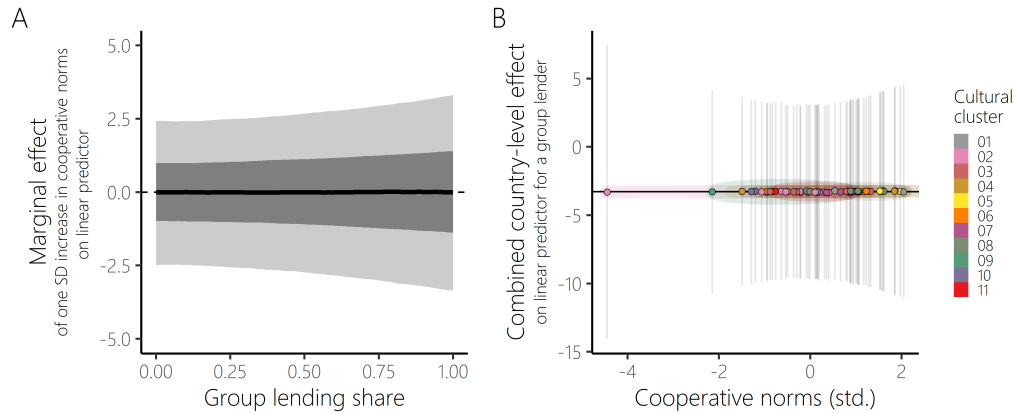 A
Marginal effect
of one SD increase in cooperative norms
on linear predictor
5.0
2.5
0.0
-2.5
-5.0
0.00 0.25 0.50 0.75 1.00
Group lending share
B
Combined country-level effect
on linear predictor for a group lender
5
0
-5
-10
-15
-4 -2 0 2
Cooperative norms (std.)
Cultural
cluster
01
02
03
04
05
06
07
08
09
10
11